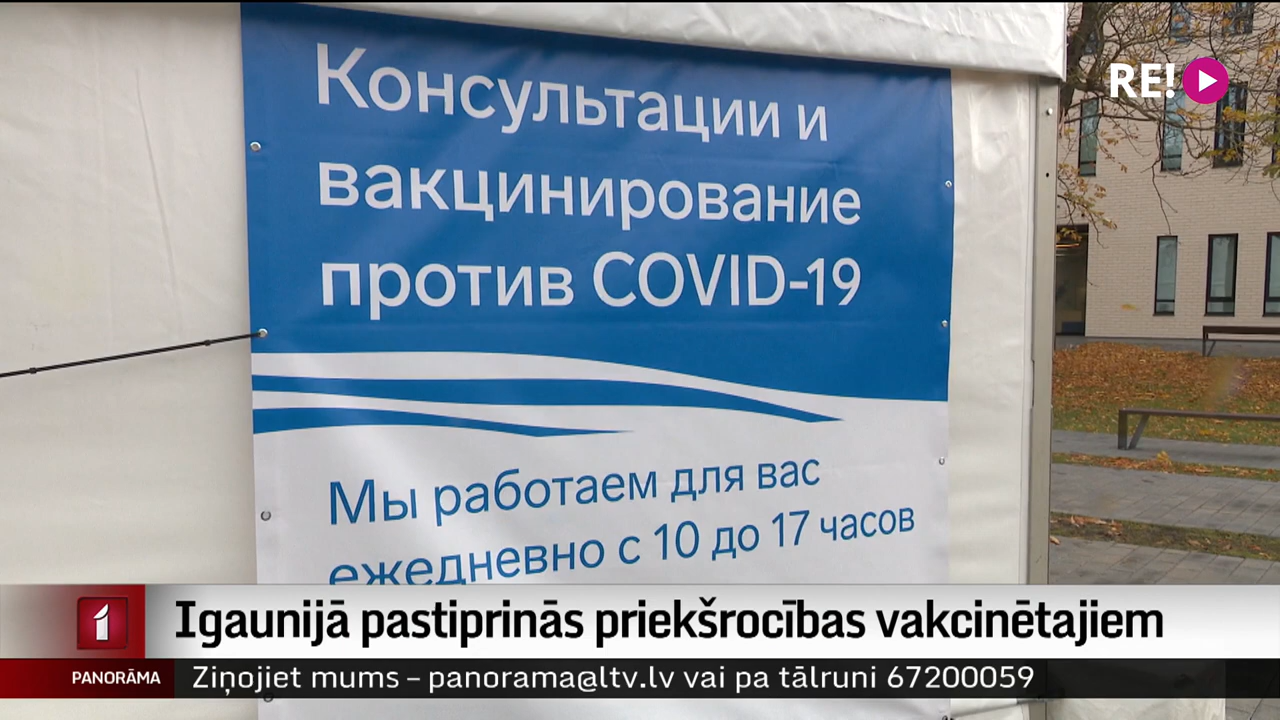 RE!
Консультации и
вакцинирование
против COVID-19
Мы работаем для вас
ежедневно с 10 до 17 часов
1
Igaunijā pastiprinās priekšrocības vakcinētajiem
PANORĀMA
Ziņojiet mums – panorama@ltv.lv vai pa tālruni 67200059